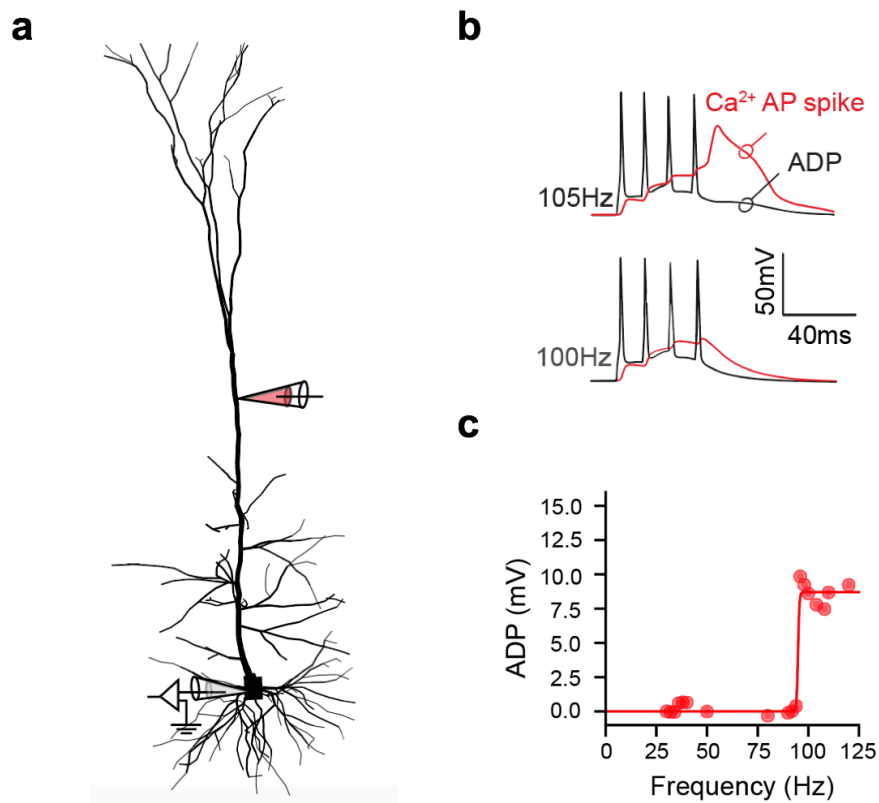 a
b
Ca²⁺ AP spike
ADP
105Hz
50mV
40ms
100Hz
c
15.0
12.5
10.0
7.5
5.0
2.5
0.0
ADP (mV)
0 25 50 75 100 125
Frequency (Hz)